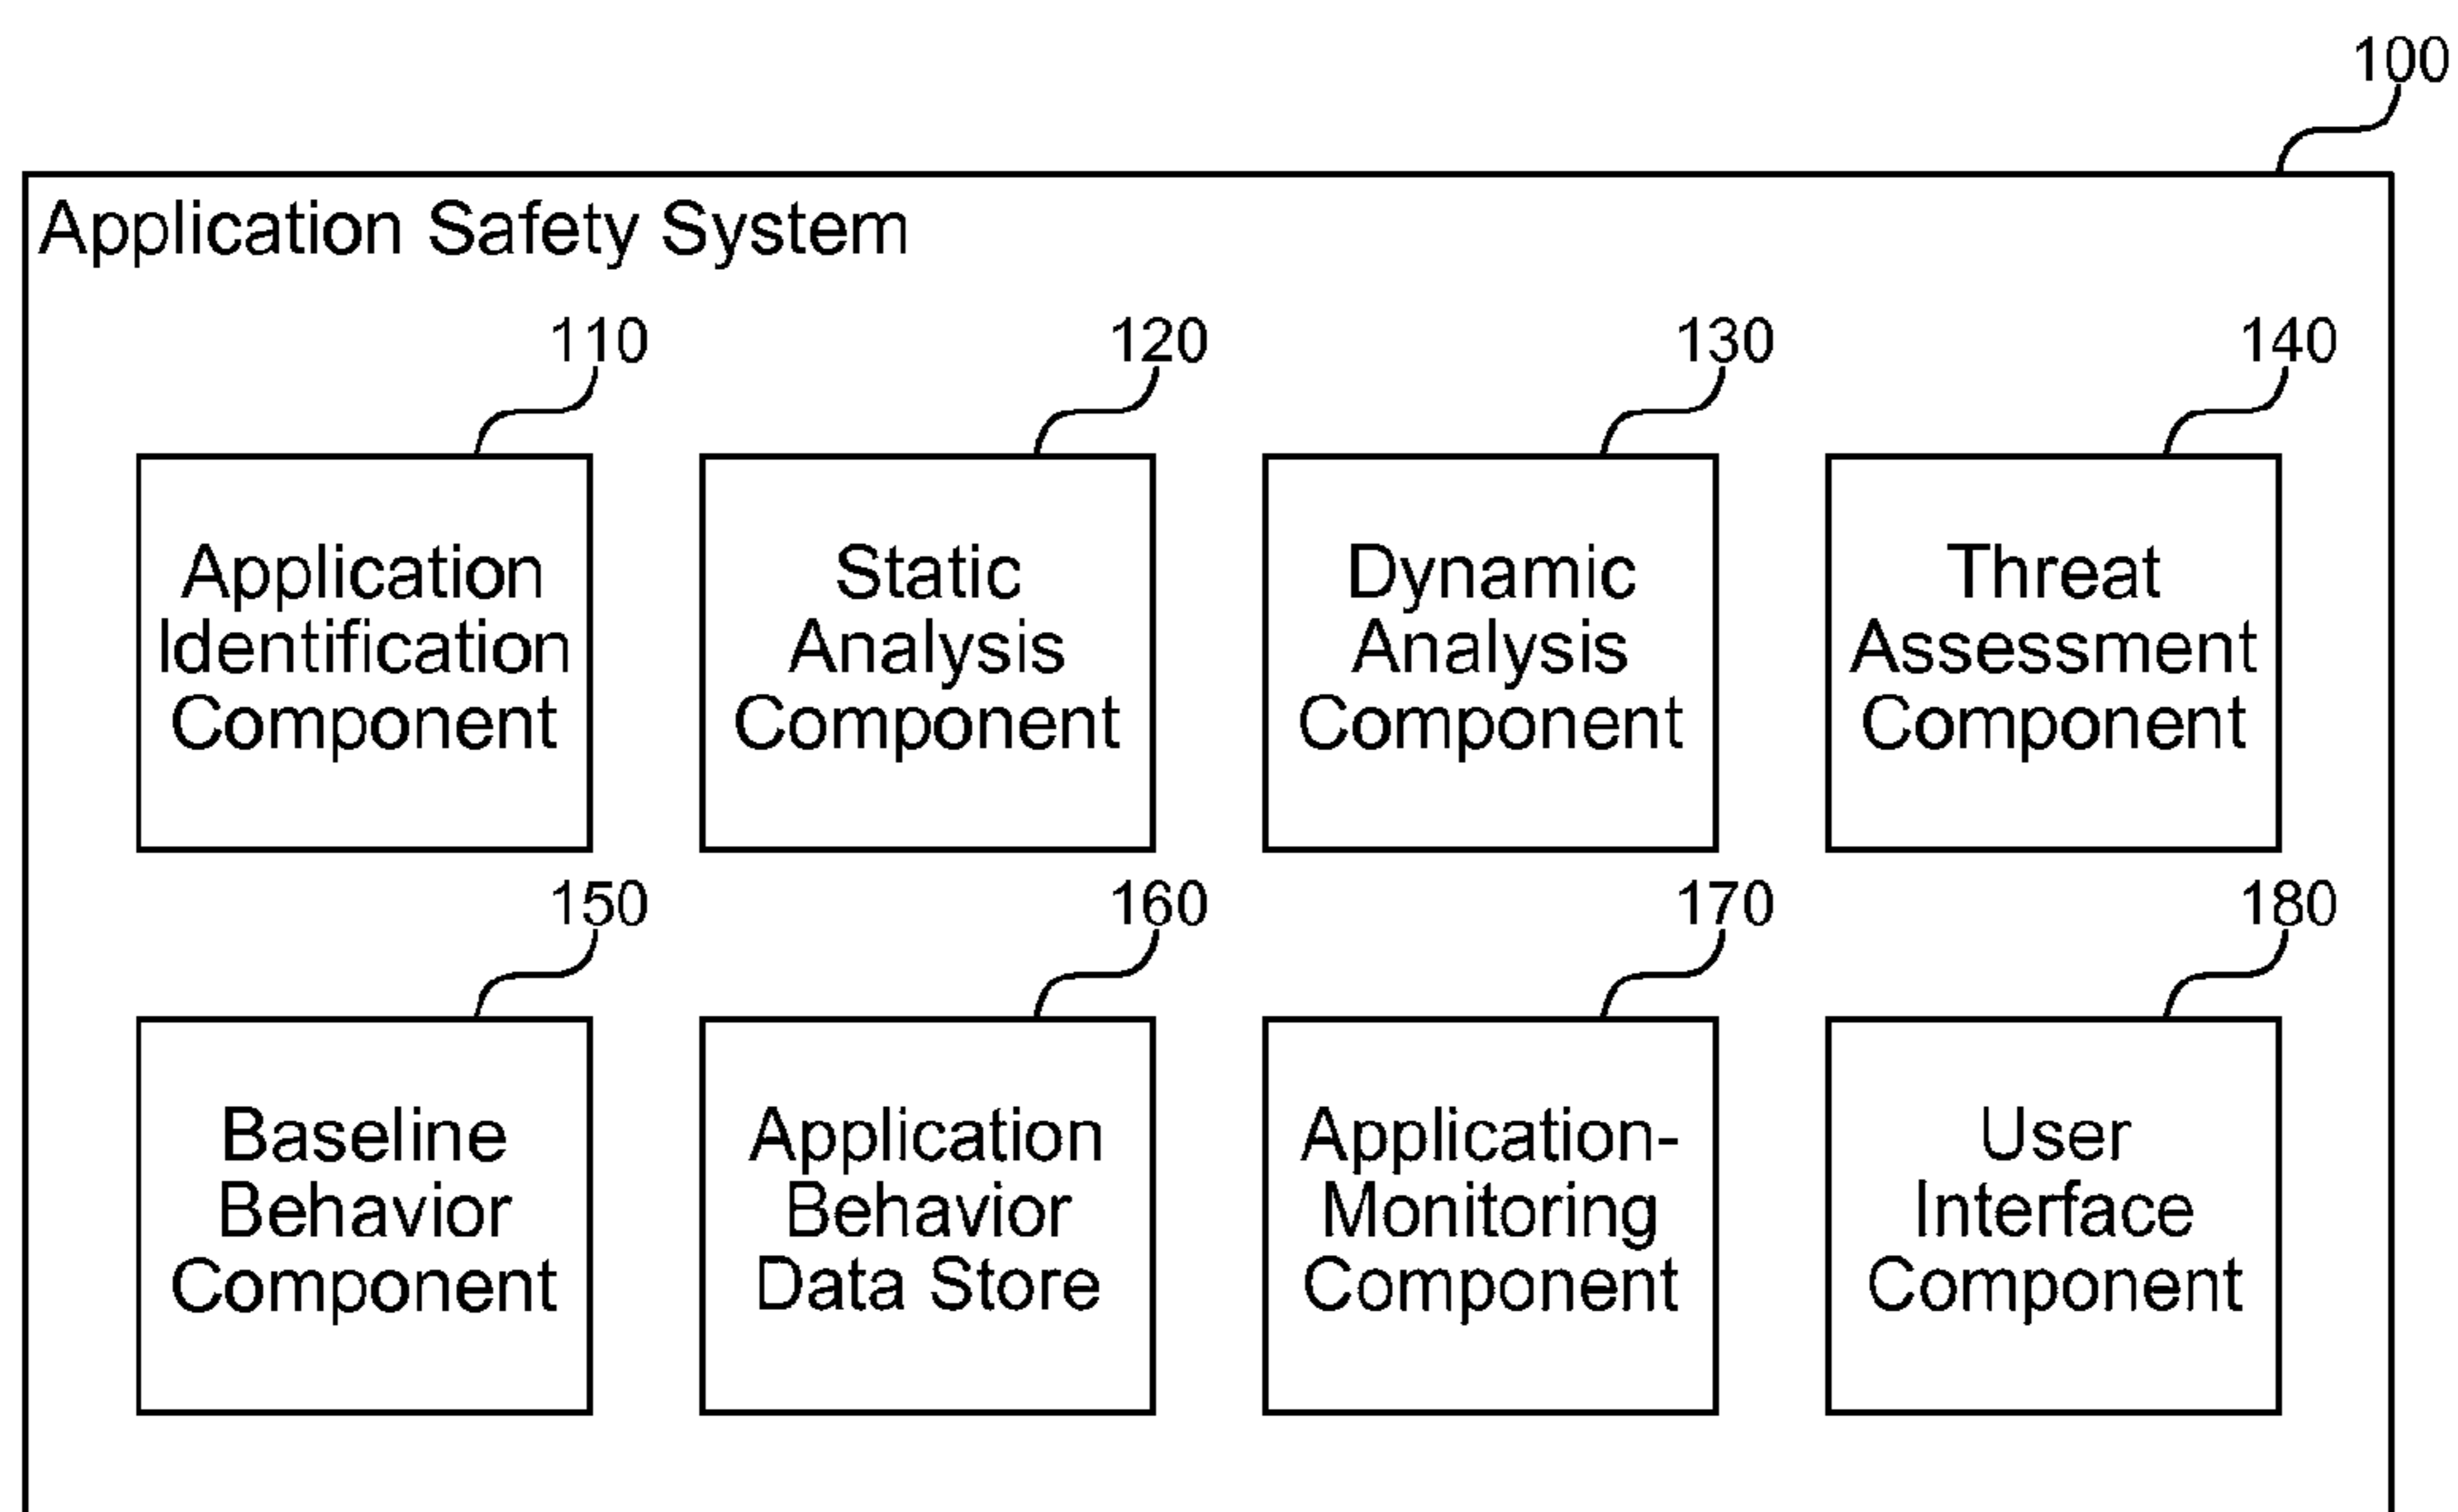 100
Application Safety System
110
120
130
140
Application
Identification
Component
Static
Analysis
Component
Dynamic
Analysis
Component
Threat
Assessment
Component
150
160
170
180
Baseline
Behavior
Component
Application
Behavior
Data Store
Application-
Monitoring
Component
User
Interface
Component